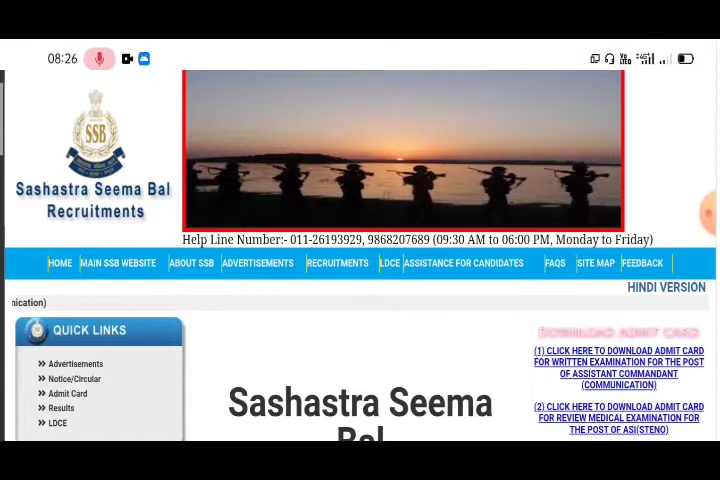 08:26
SSB
Sashastra Seema Bal
Recruitments
Help Line Number:- 011-26193929, 9868207689 (09:30 AM to 06:00 PM, Monday to Friday)
HOME MAIN SSB WEBSITE ABOUT SSB ADVERTISEMENTS RECRUITMENTS LDCE ASSISTANCE FOR CANDIDATES FAQS SITE MAP FEEDBACK
HINDI VERSION
nication)
QUICK LINKS
Advertisements
Notice/Circular
Admit Card
Results
LDCE
Sashastra Seema
Bal
DOWNLOAD ADMIT CARD
(1) CLICK HERE TO DOWNLOAD ADMIT CARD
FOR WRITTEN EXAMINATION FOR THE POST
OF ASSISTANT COMMANDANT
(COMMUNICATION)
(2) CLICK HERE TO DOWNLOAD ADMIT CARD
FOR REVIEW MEDICAL EXAMINATION FOR
THE POST OF ASI(STENO)